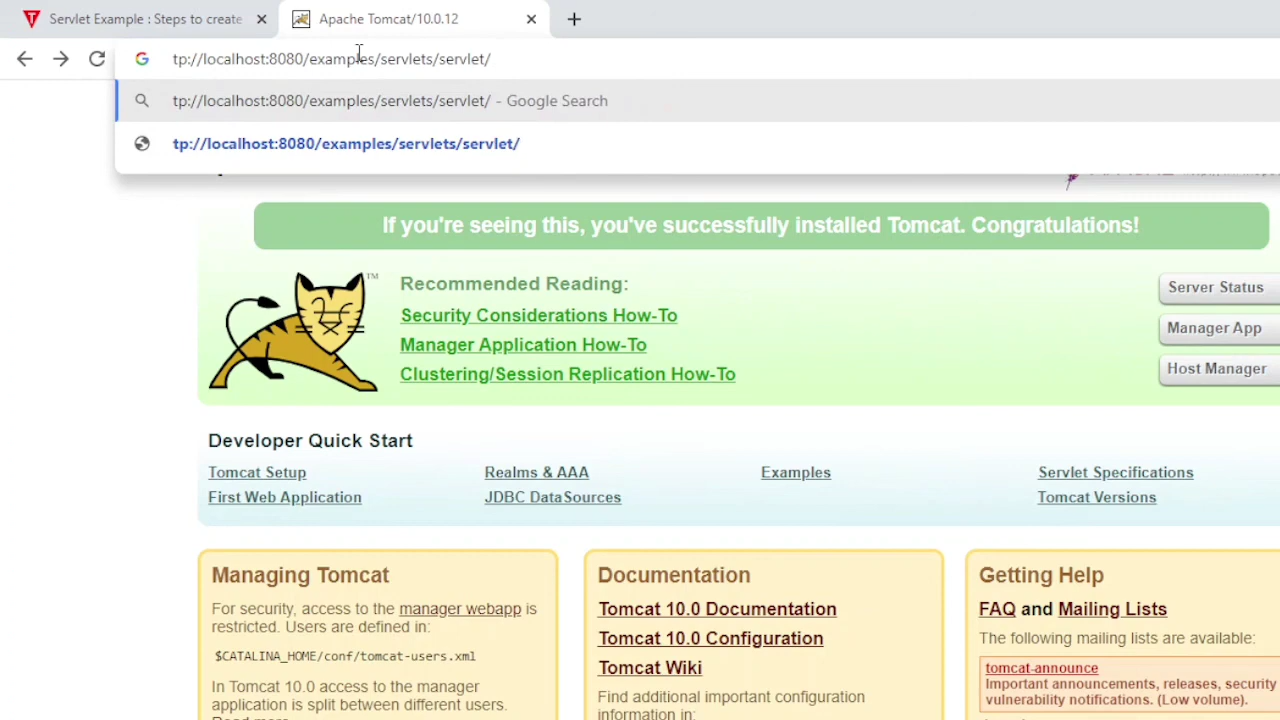 Servlet Example : Steps to create
Apache Tomcat/10.0.12
tp://localhost:8080/examples/servlets/servlet/
tp://localhost:8080/examples/servlets/servlet/ - Google Search
tp://localhost:8080/examples/servlets/servlet/
If you're seeing this, you've successfully installed Tomcat. Congratulations!
TM
Recommended Reading:
Security Considerations How-To
Manager Application How-To
Clustering/Session Replication How-To
Server Status
Manager App
Host Manager
Developer Quick Start
Tomcat Setup
First Web Application
Realms & AAA
JDBC DataSources
Examples
Servlet Specifications
Tomcat Versions
Managing Tomcat
For security, access to the manager webapp is
restricted. Users are defined in:
$CATALINA_HOME/conf/tomcat-users.xml
In Tomcat 10.0 access to the manager
application is split between different users.
Read more...
Documentation
Tomcat 10.0 Documentation
Tomcat 10.0 Configuration
Tomcat Wiki
Find additional important configuration
information in:
Getting Help
FAQ and Mailing Lists
The following mailing lists are available:
tomcat-announce
Important announcements, releases, security
vulnerability notifications. (Low volume).